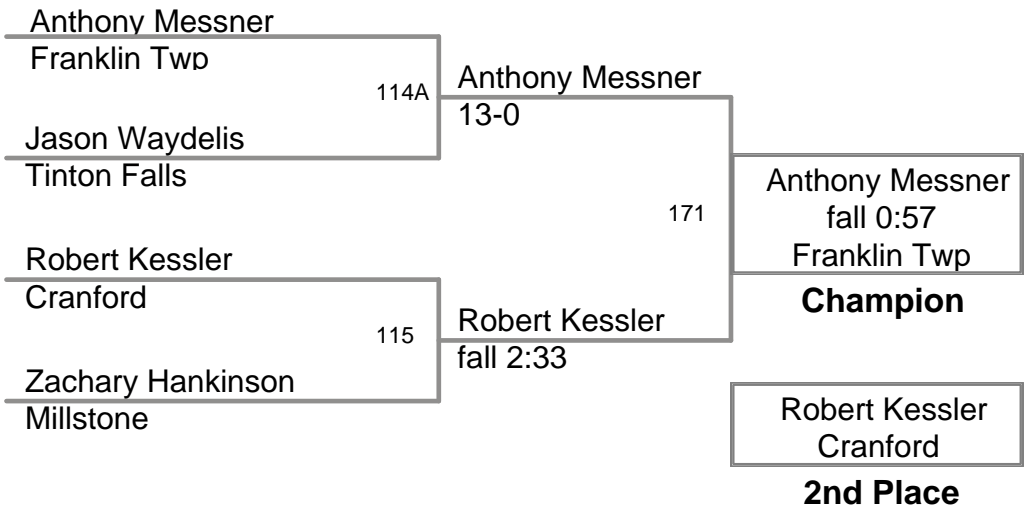 Anthony Messner
Franklin Twp
114A
Anthony Messner
13-0
Jason Waydelis
Tinton Falls
171
Anthony Messner
fall 0:57
Franklin Twp
Champion
Robert Kessler
Cranford
115
Robert Kessler
fall 2:33
Zachary Hankinson
Millstone
Robert Kessler
Cranford
2nd Place